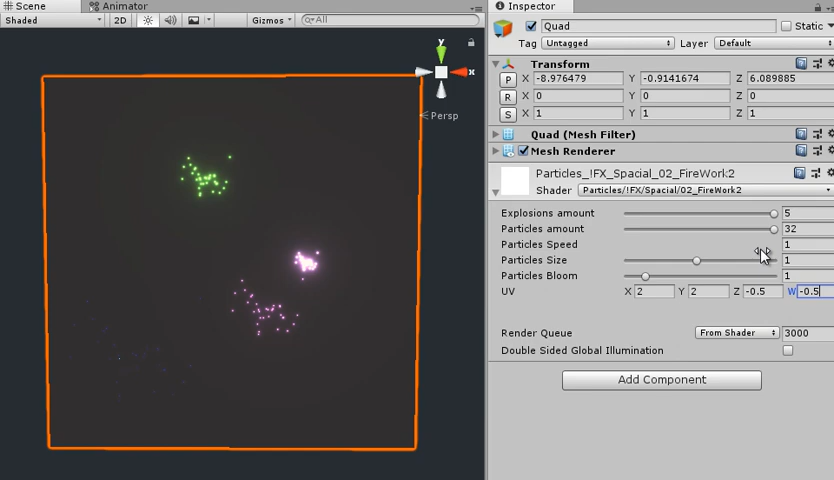 Scene
Animator
Shaded
2D
Gizmos
All
y
x
Persp
Inspector
Quad
Static
Tag Untagged Layer Default
Transform
P X -8.976479 Y -0.9141674 Z 6.089885
R X 0 Y 0 Z 0
S X 1 Y 1 Z 1
Quad (Mesh Filter)
Mesh Renderer
Particles_!FX_Spacial_02_FireWork2
Shader Particles/!FX/Spacial/02_FireWork2
Explosions amount 5
Particles amount 32
Particles Speed 1
Particles Size 1
Particles Bloom 1
UV X 2 Y 2 Z -0.5 W -0.5
Render Queue From Shader 3000
Double Sided Global Illumination
Add Component